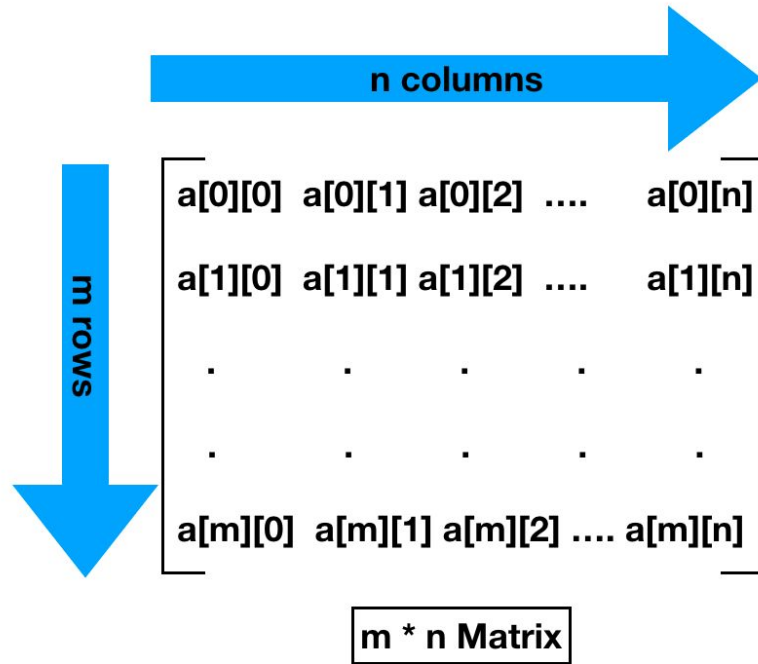 n columns
m rows
a[0][0] a[0][1] a[0][2] .... a[0][n]
a[1][0] a[1][1] a[1][2] .... a[1][n]
. . . . .
. . . . .
a[m][0] a[m][1] a[m][2] .... a[m][n]
m * n Matrix